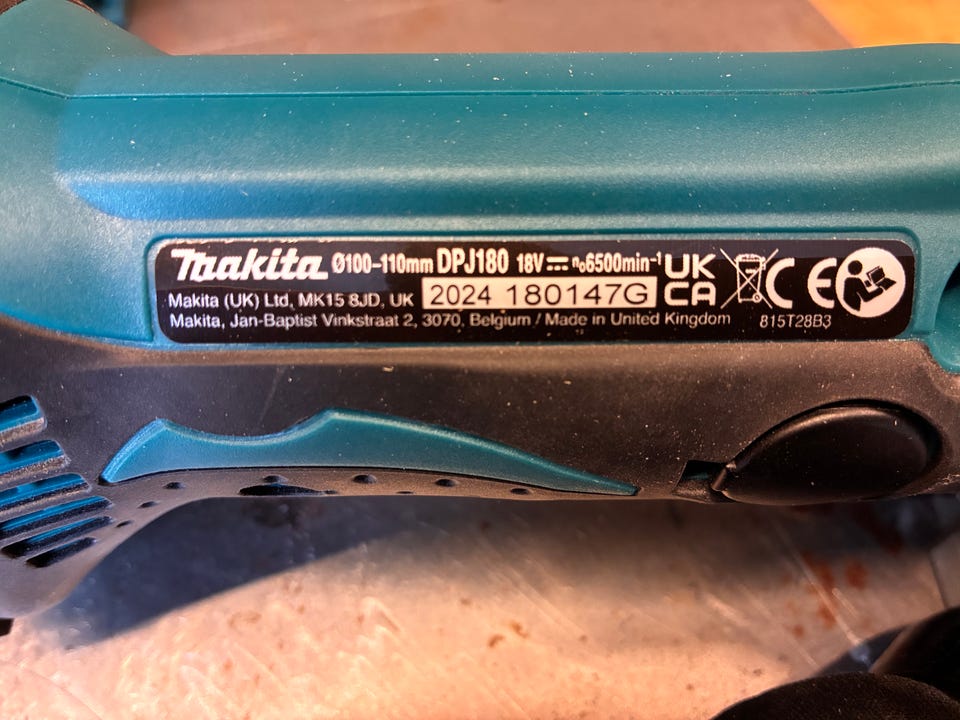 Makita Ø100-110mm DPJ180 18V⎓ n₀6500min⁻¹ UK
Makita (UK) Ltd, MK15 8JD, UK 2024 180147G CA CE
Makita, Jan-Baptist Vinkstraat 2, 3070, Belgium / Made in United Kingdom 815T28B3